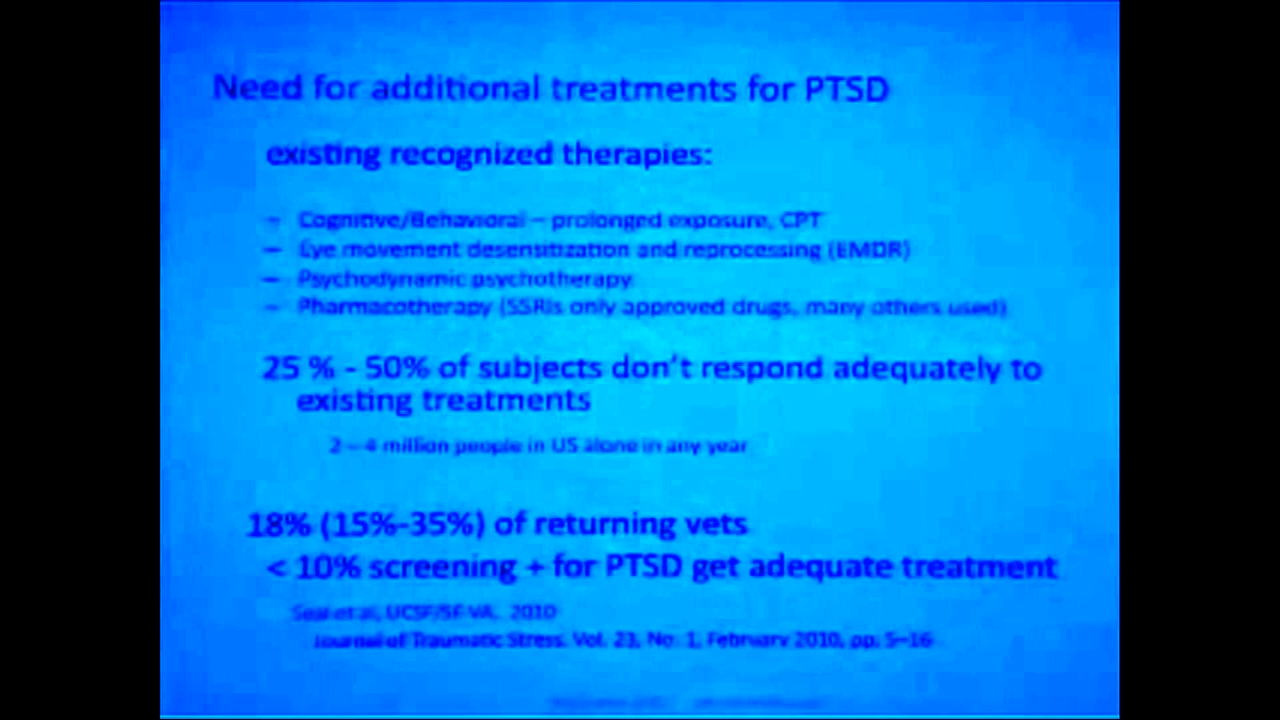 Need for additional treatments for PTSD
existing recognized therapies:
– Cognitive/Behavioral – prolonged exposure, CPT
– Eye movement desensitization and reprocessing (EMDR)
– Psychodynamic psychotherapy
– Pharmacotherapy (SSRIs only approved drugs, many others used)
25 % - 50% of subjects don't respond adequately to
existing treatments
2 – 4 million people in US alone in any year
18% (15%-35%) of returning vets
< 10% screening + for PTSD get adequate treatment
Seal et al, UCSF/SF VA, 2010
Journal of Traumatic Stress. Vol. 23, No. 1, February 2010, pp. 5–16